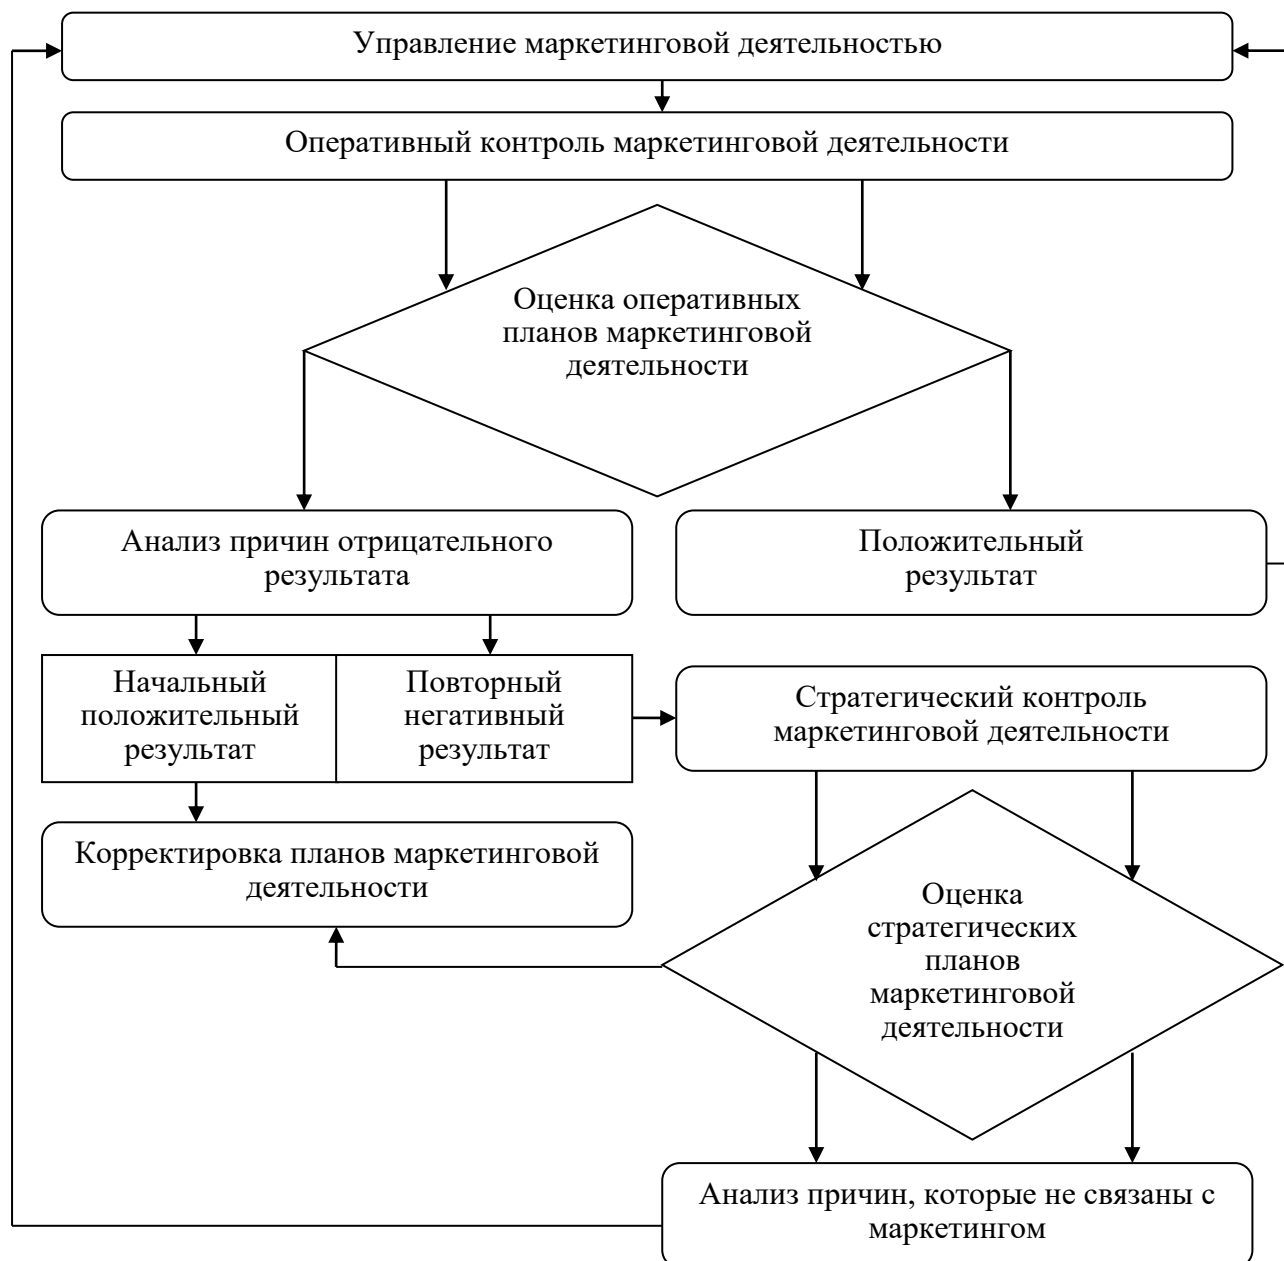 Управление маркетинговой деятельностью
Оперативный контроль маркетинговой деятельности
Оценка оперативных
планов маркетинговой
деятельности
Анализ причин отрицательного
результата
Положительный
результат
Начальный
положительный
результат
Повторный
негативный
результат
Стратегический контроль
маркетинговой деятельности
Корректировка планов маркетинговой
деятельности
Оценка
стратегических
планов
маркетинговой
деятельности
Анализ причин, которые не связаны с
маркетингом